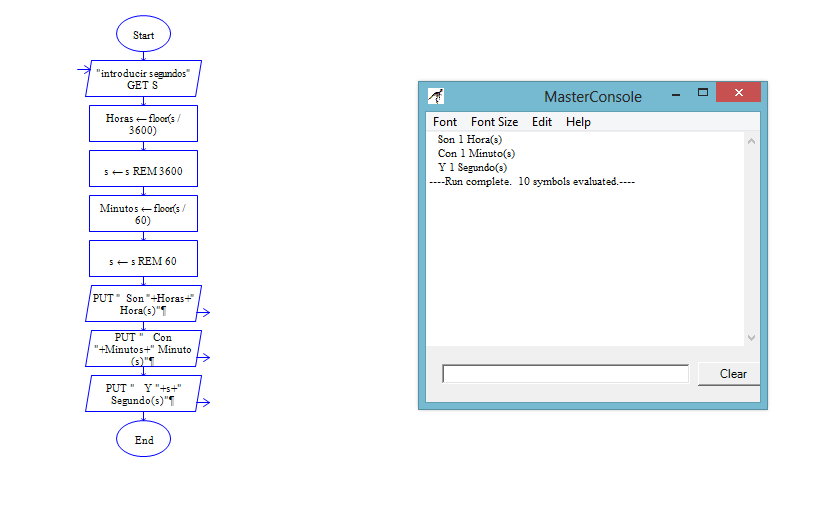 Start
"introducir segundos"
GET S
Horas ← floor(s /
3600)
s ← s REM 3600
Minutos ← floor(s /
60)
s ← s REM 60
PUT "  Son "+Horas+"
Hora(s)"¶
PUT "   Con
"+Minutos+" Minuto
(s)"¶
PUT "   Y "+s+"
Segundo(s)"¶
End
MasterConsole
Font Font Size Edit Help
Son 1 Hora(s)
Con 1 Minuto(s)
Y 1 Segundo(s)
----Run complete.  10 symbols evaluated.----
Clear